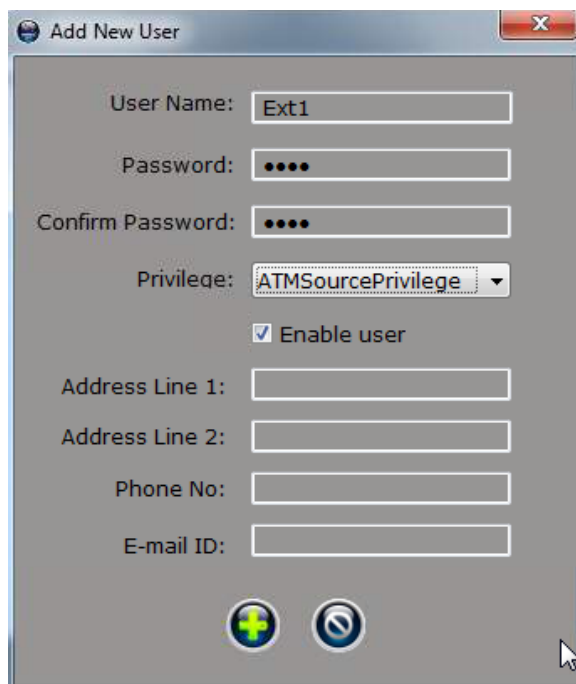 Add New User
User Name: Ext1
Password: ••••
Confirm Password: ••••
Privilege: ATMSourcePrivilege
Enable user
Address Line 1:
Address Line 2:
Phone No:
E-mail ID: